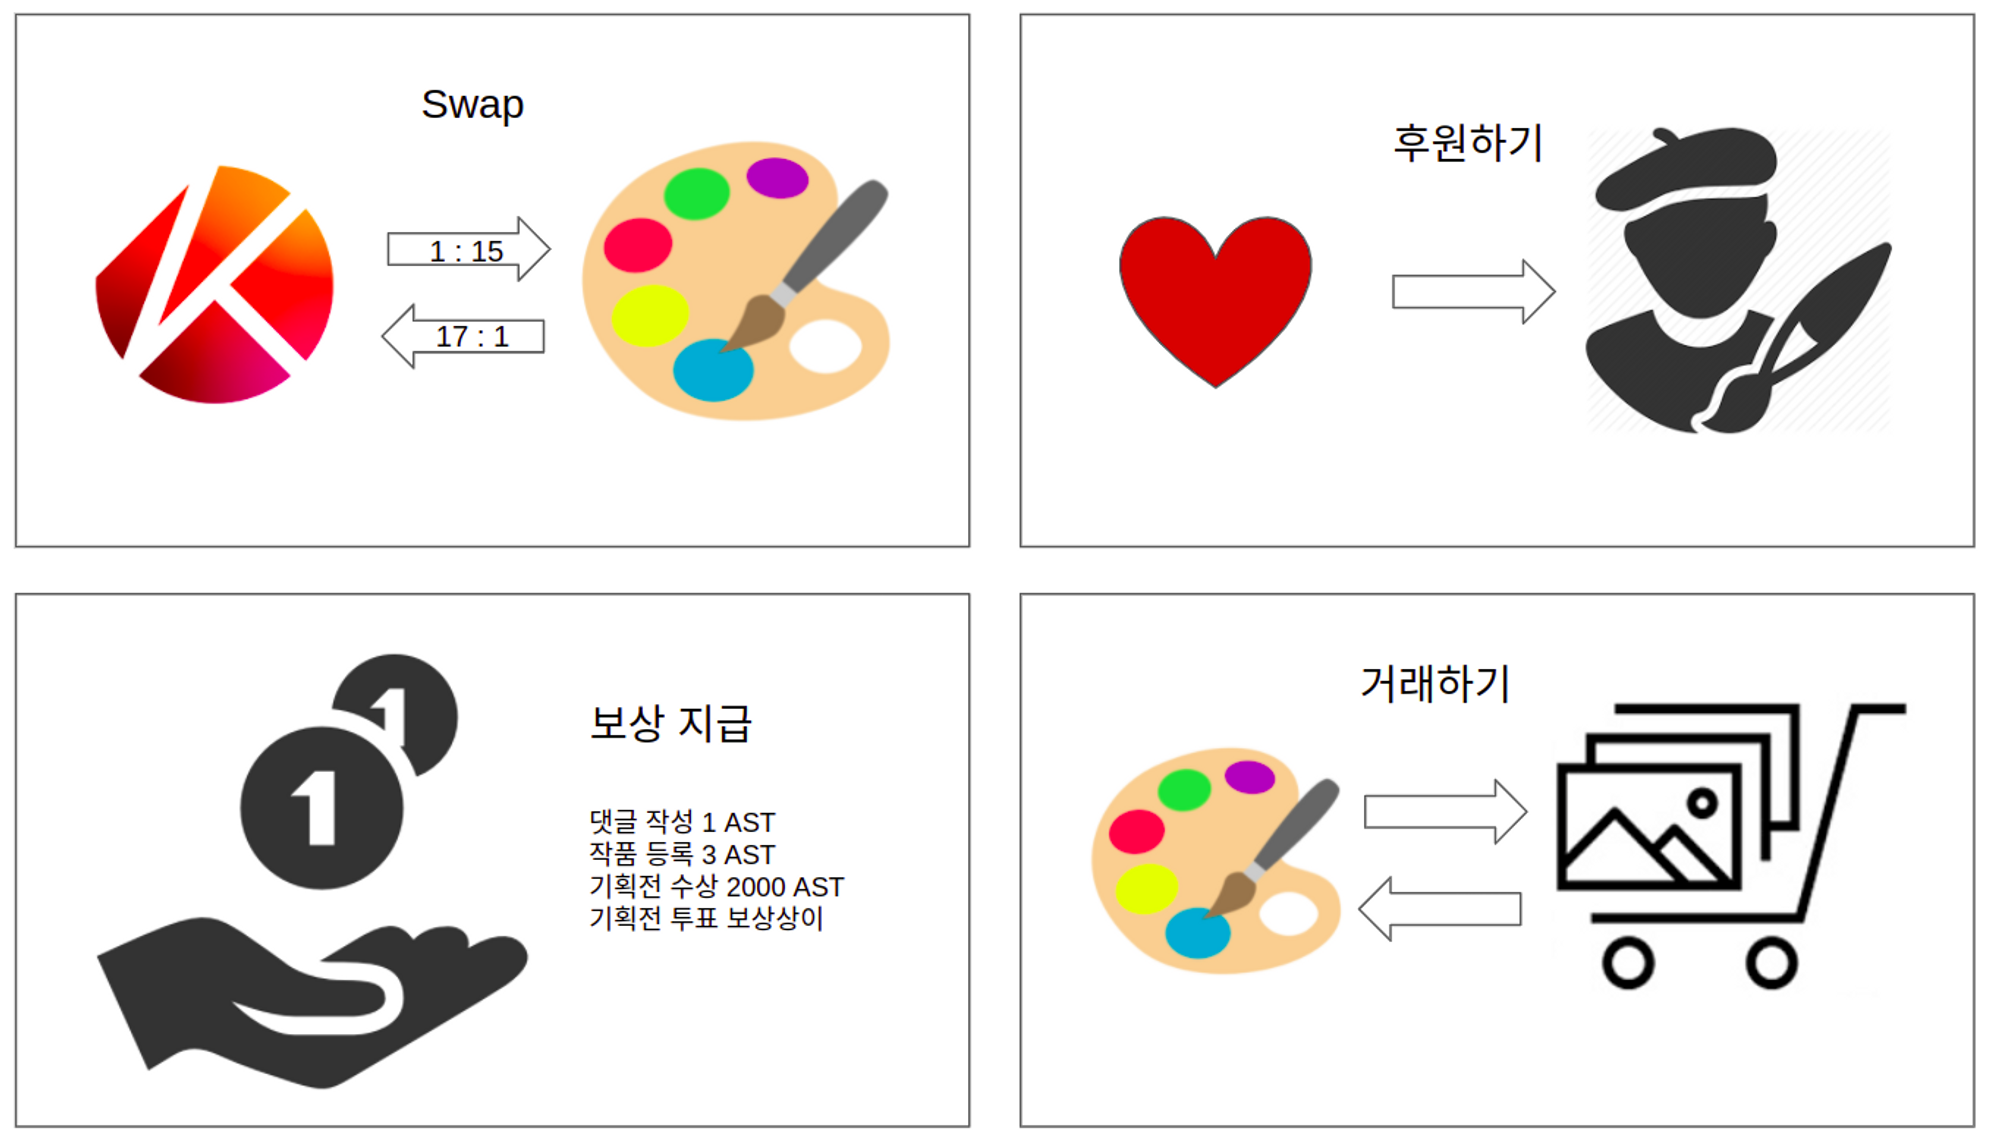 Swap
1 : 15
17 : 1
후원하기
1
1
보상 지급
댓글 작성 1 AST
작품 등록 3 AST
기획전 수상 2000 AST
기획전 투표 보상상이
거래하기